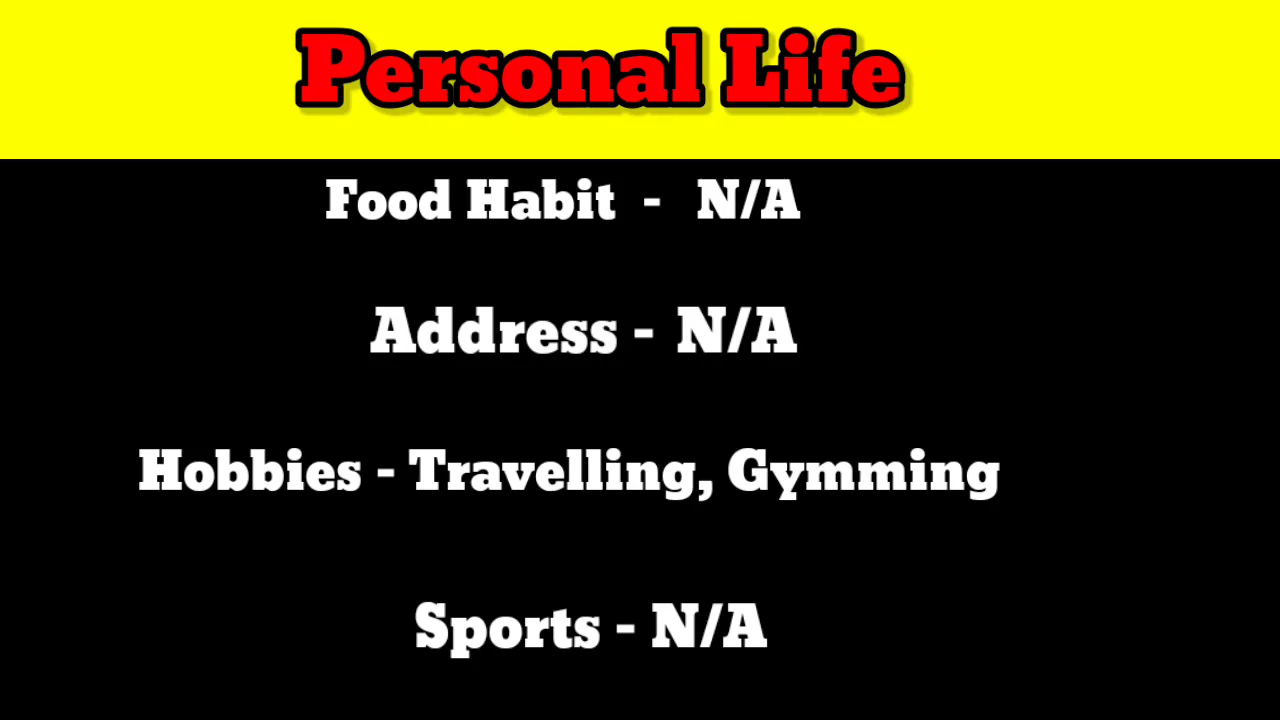 Personal Life
Food Habit - N/A
Address - N/A
Hobbies - Travelling, Gymming
Sports - N/A